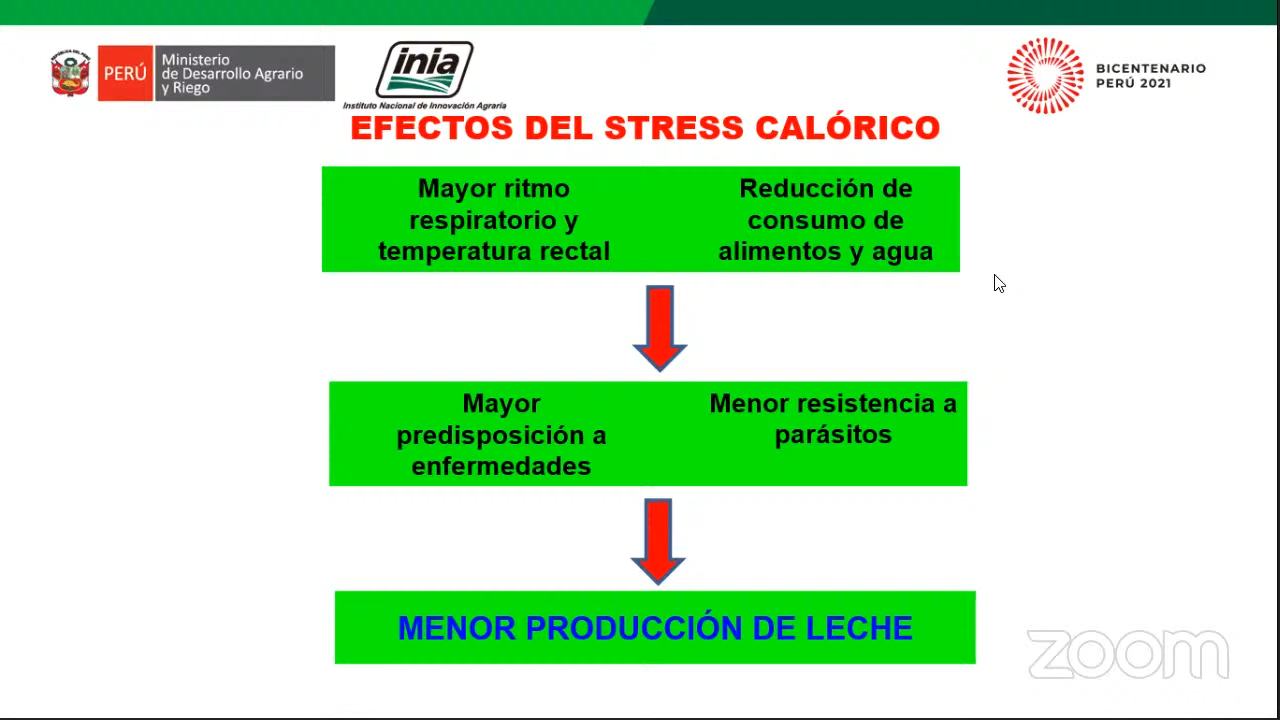 PERÚ
Ministerio
de Desarrollo Agrario
y Riego
inia
Instituto Nacional de Innovación Agraria
BICENTENARIO
PERÚ 2021
EFECTOS DEL STRESS CALÓRICO
Mayor ritmo
respiratorio y
temperatura rectal
Reducción de
consumo de
alimentos y agua
Mayor
predisposición a
enfermedades
Menor resistencia a
parásitos
MENOR PRODUCCIÓN DE LECHE
zoom